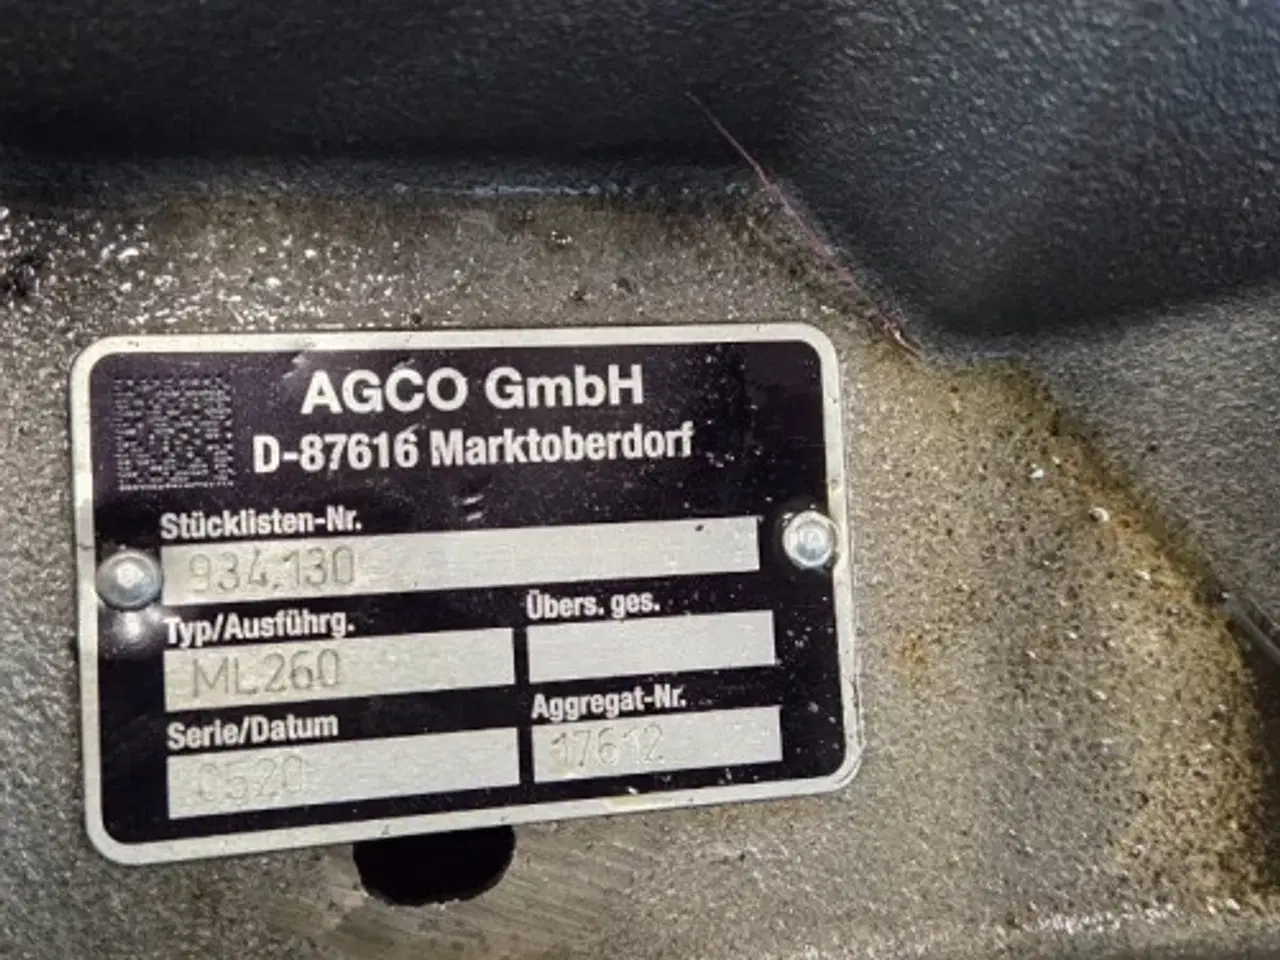 AGCO GmbH
D-87616 Marktoberdorf
Stücklisten-Nr.
934.130
Typ/Ausführg.
Übers. ges.
ML260
Serie/Datum
Aggregat-Nr.
0520
17612